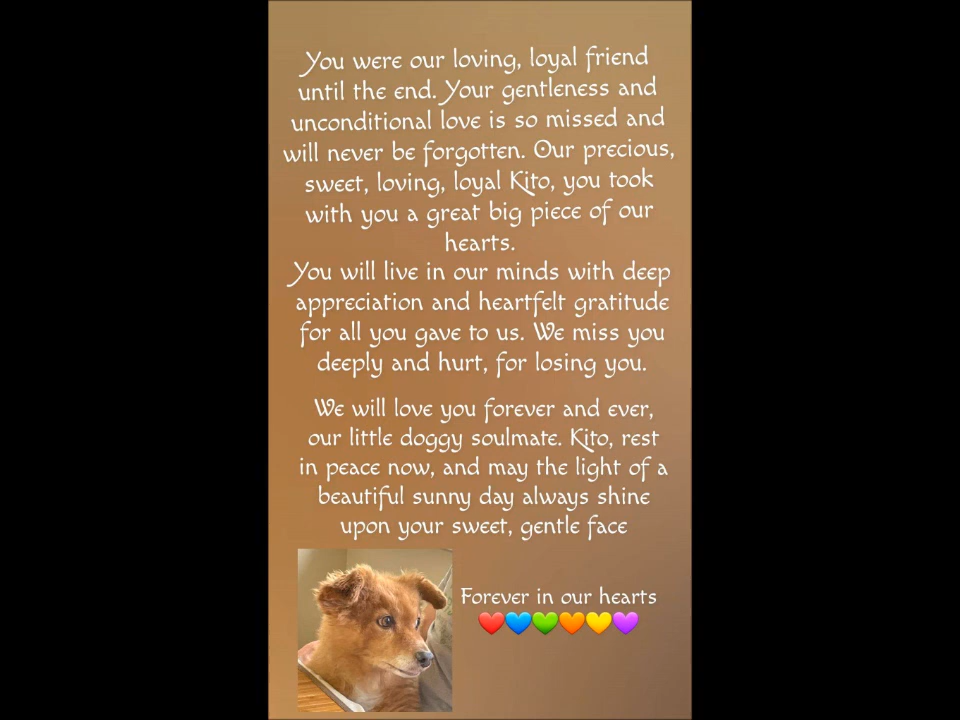 You were our loving, loyal friend
until the end. Your gentleness and
unconditional love is so missed and
will never be forgotten. Our precious,
sweet, loving, loyal Kito, you took
with you a great big piece of our
hearts.
You will live in our minds with deep
appreciation and heartfelt gratitude
for all you gave to us. We miss you
deeply and hurt, for losing you.
We will love you forever and ever,
our little doggy soulmate. Kito, rest
in peace now, and may the light of a
beautiful sunny day always shine
upon your sweet, gentle face
Forever in our hearts
❤️💙💚🧡💛💜